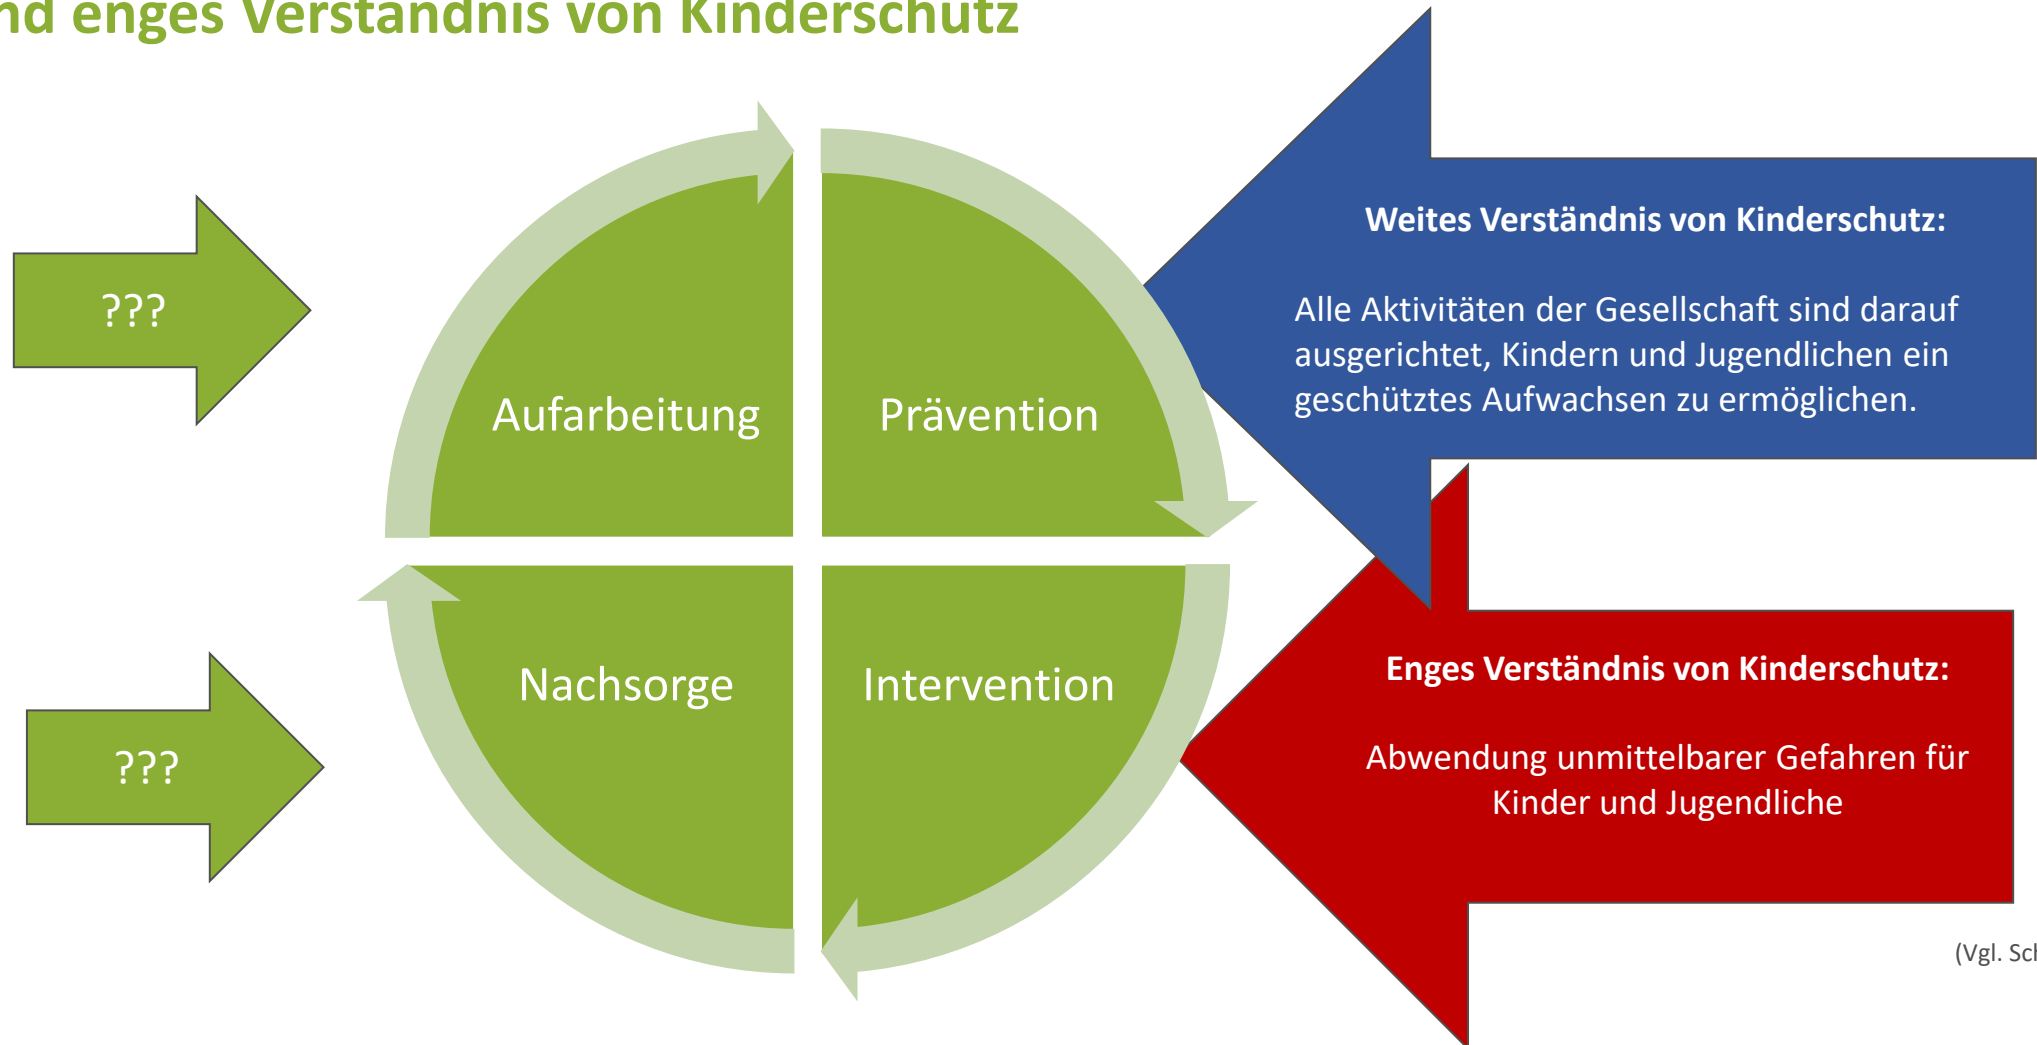 enges Verständnis von Kinderschutz
???
Aufarbeitung
Prävention
Weites Verständnis von Kinderschutz:
Alle Aktivitäten der Gesellschaft sind darauf
ausgerichtet, Kindern und Jugendlichen ein
geschütztes Aufwachsen zu ermöglichen.
???
Nachsorge
Intervention
Enges Verständnis von Kinderschutz:
Abwendung unmittelbarer Gefahren für
Kinder und Jugendliche
(Vgl.